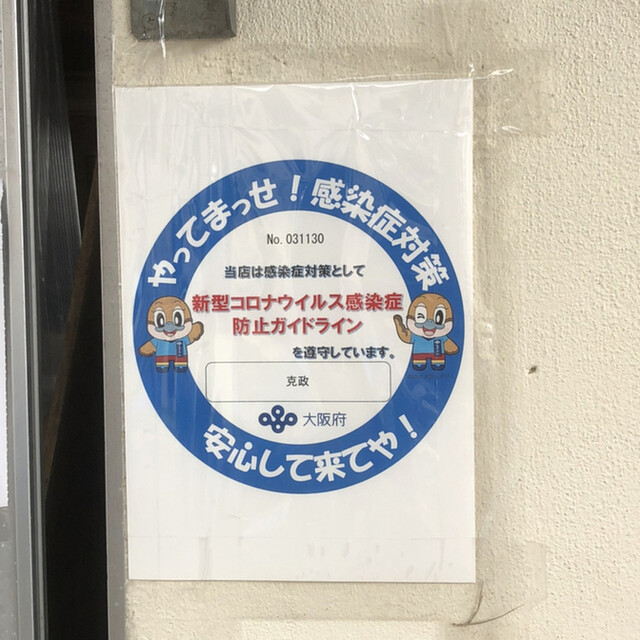 やってまっせ！感染症対策
No. 031130
当店は感染症対策として
新型コロナウイルス感染症
防止ガイドライン
を遵守しています。
克政
大阪府
安心して来てや！